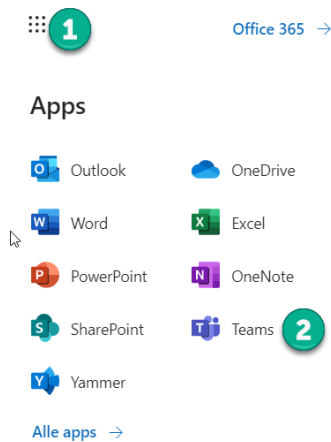 1 Office 365 →
Apps
Outlook OneDrive
Word Excel
PowerPoint OneNote
SharePoint Teams 2
Yammer
Alle apps →